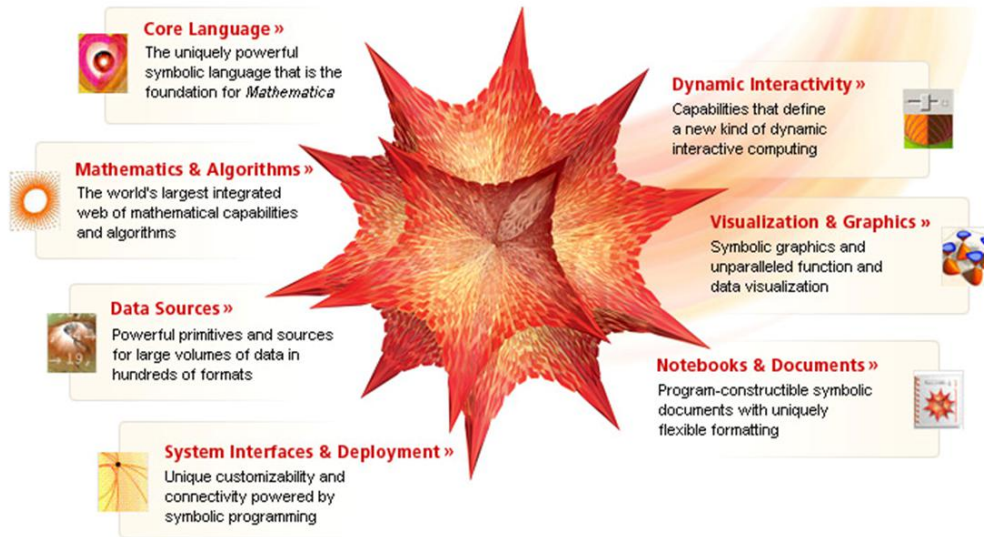 Core Language »
The uniquely powerful
symbolic language that is the
foundation for Mathematica
Mathematics & Algorithms »
The world's largest integrated
web of mathematical capabilities
and algorithms
Data Sources »
Powerful primitives and sources
for large volumes of data in
hundreds of formats
System Interfaces & Deployment »
Unique customizability and
connectivity powered by
symbolic programming
Dynamic Interactivity »
Capabilities that define
a new kind of dynamic
interactive computing
Visualization & Graphics »
Symbolic graphics and
unparalleled function and
data visualization
Notebooks & Documents »
Program-constructible symbolic
documents with uniquely
flexible formatting